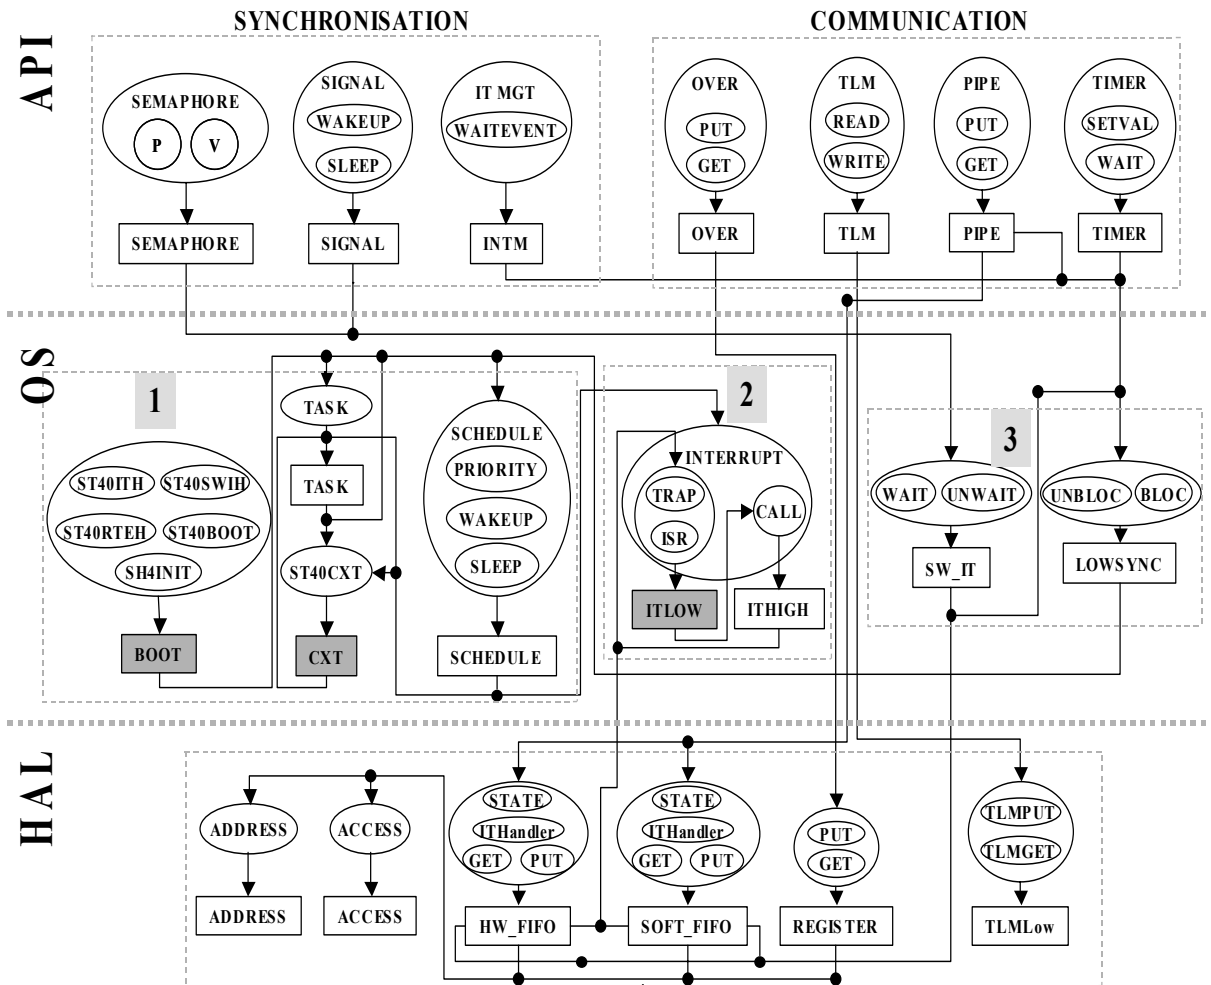 SYNCHRONISATION
COMMUNICATION
API
SEMAPHORE
P
V
SIGNAL
WAKEUP
SLEEP
IT MGT
WAITEVENT
OVER
PUT
GET
TLM
READ
WRITE
PIPE
PUT
GET
TIMER
SETVAL
WAIT
SEMAPHORE
SIGNAL
INTM
OVER
TLM
PIPE
TIMER
OS
1
ST40ITH
ST40SWIH
ST40RTEH
ST40BOOT
SH4INIT
BOOT
TASK
TASK
ST40CXT
CXT
SCHEDULE
PRIORITY
WAKEUP
SLEEP
SCHEDULE
2
INTERRUPT
TRAP
ISR
CALL
ITLOW
ITHIGH
3
WAIT
UNWAIT
SW_IT
UNBLOC
BLOC
LOWSYNC
HAL
ADDRESS
ADDRESS
ACCESS
ACCESS
STATE
ITHandler
GET
PUT
HW_FIFO
STATE
ITHandler
GET
PUT
SOFT_FIFO
PUT
GET
REGISTER
TLMPUT
TLMGET
TLMLow